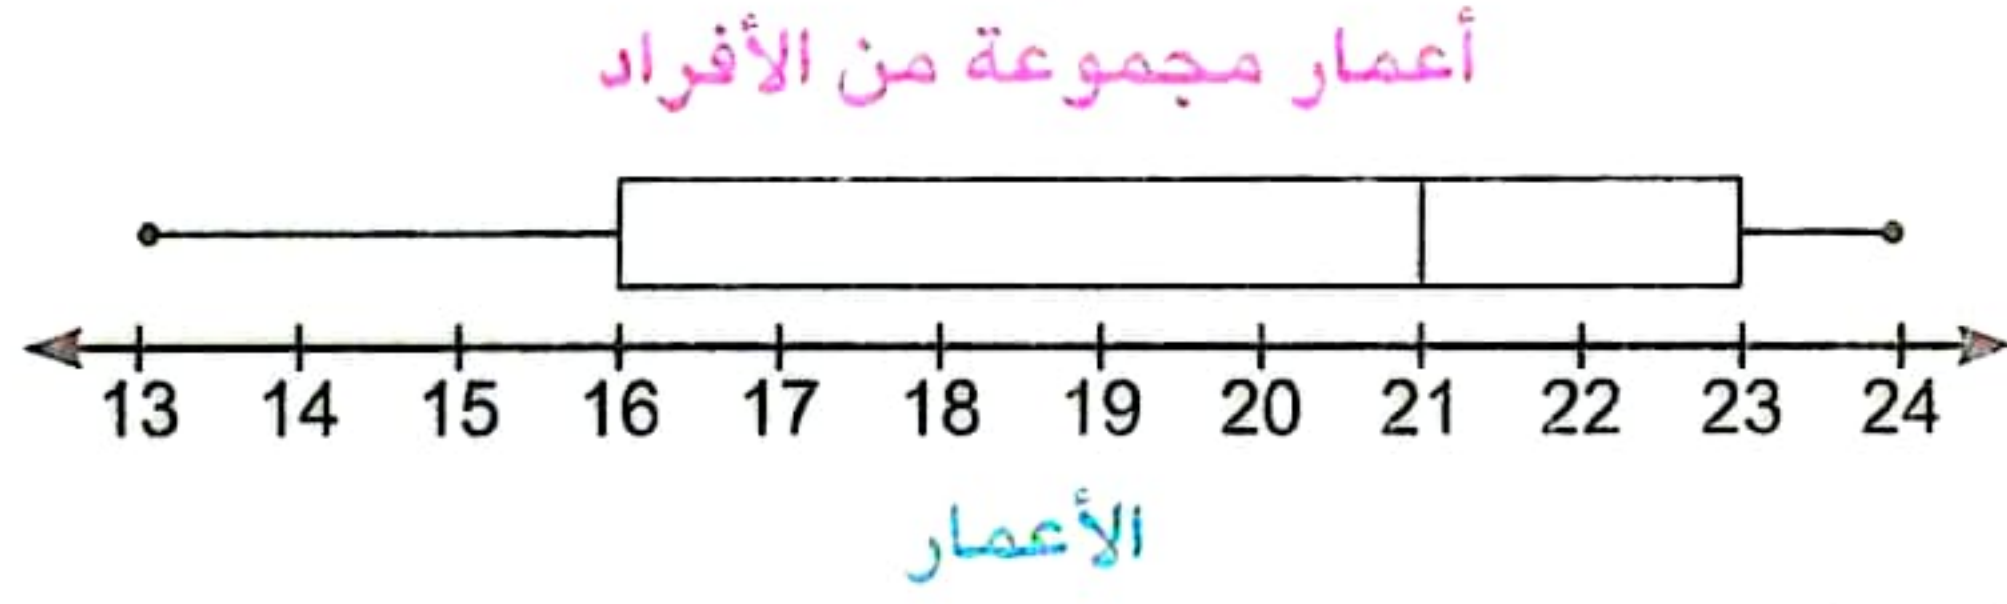 أعمار مجموعة من الأفراد
13 14 15 16 17 18 19 20 21 22 23 24
الأعمار